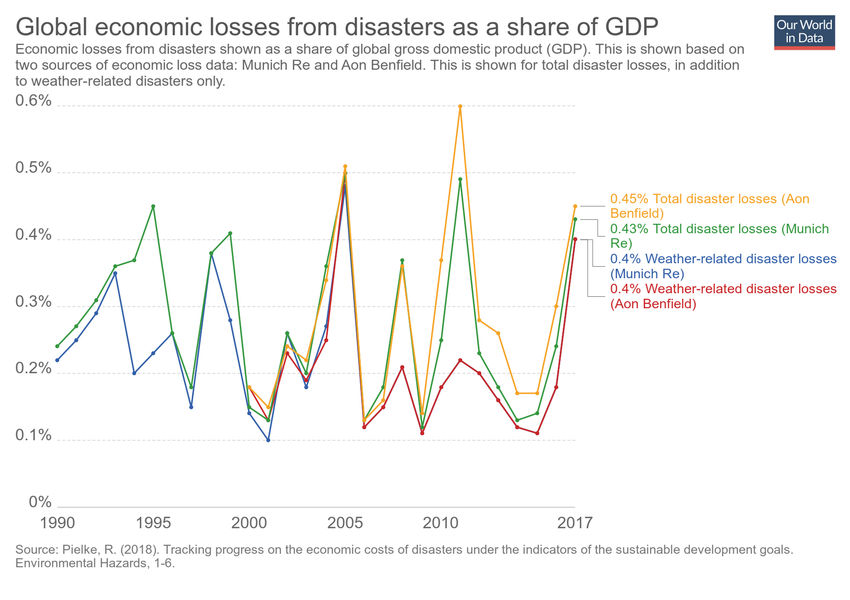 Global economic losses from disasters as a share of GDP
Our World
in Data
Economic losses from disasters shown as a share of global gross domestic product (GDP). This is shown based on
two sources of economic loss data: Munich Re and Aon Benfield. This is shown for total disaster losses, in addition
to weather-related disasters only.
0.6%
0.5%
0.4%
0.3%
0.2%
0.1%
0%
1990
1995
2000
2005
2010
2017
0.45% Total disaster losses (Aon
Benfield)
0.43% Total disaster losses (Munich
Re)
0.4% Weather-related disaster losses
(Munich Re)
0.4% Weather-related disaster losses
(Aon Benfield)
Source: Pielke, R. (2018). Tracking progress on the economic costs of disasters under the indicators of the sustainable development goals.
Environmental Hazards, 1-6.